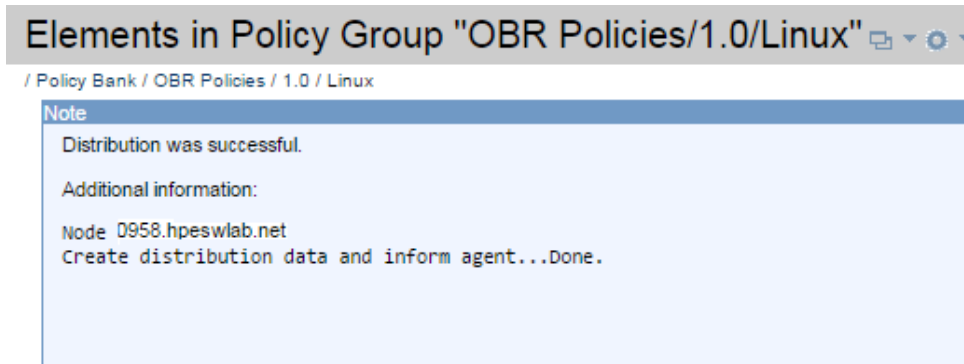 Elements in Policy Group "OBR Policies/1.0/Linux"
/ Policy Bank / OBR Policies / 1.0 / Linux
Note
Distribution was successful.
Additional information:
Node 0958.hpeswlab.net
Create distribution data and inform agent...Done.